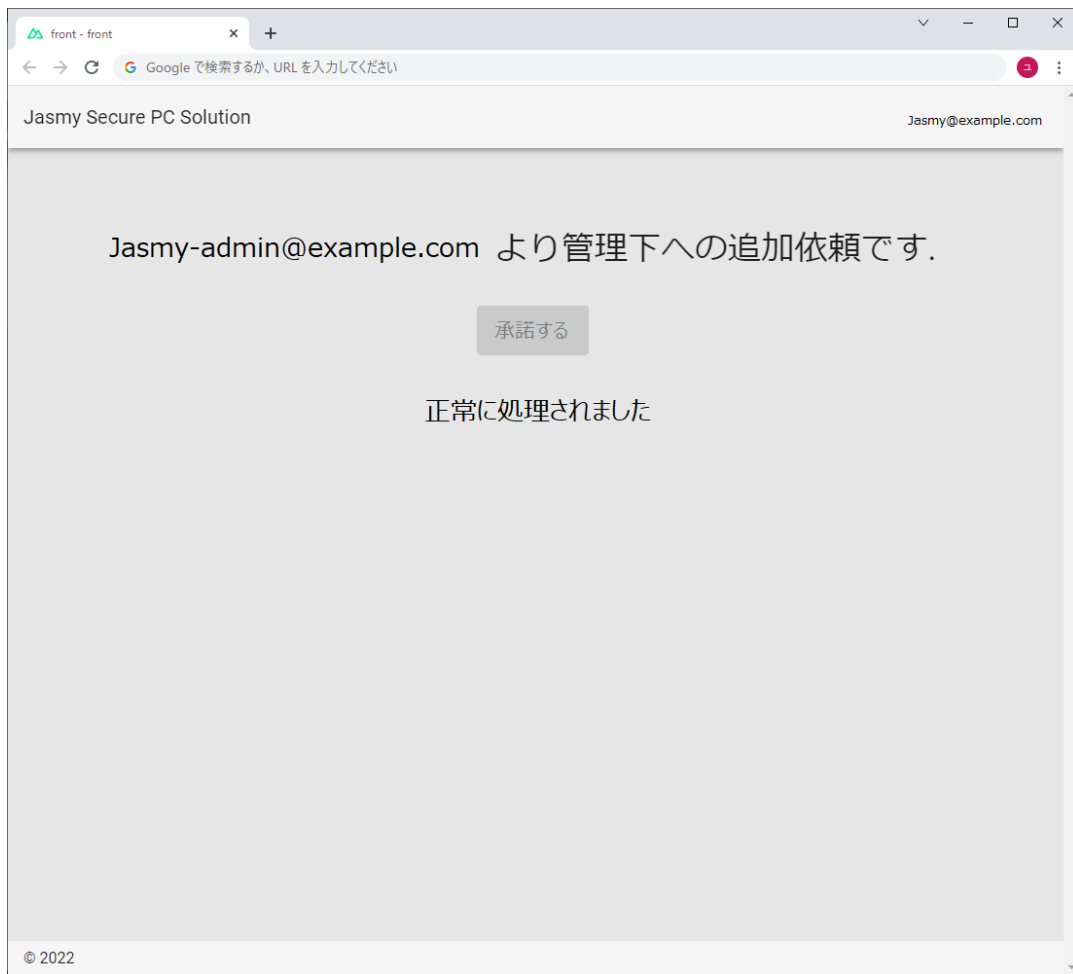 front - front
Google で検索するか、URL を入力してください
ユ
Jasmy Secure PC Solution
Jasmy@example.com
Jasmy-admin@example.com より管理下への追加依頼です.
承諾する
正常に処理されました
© 2022